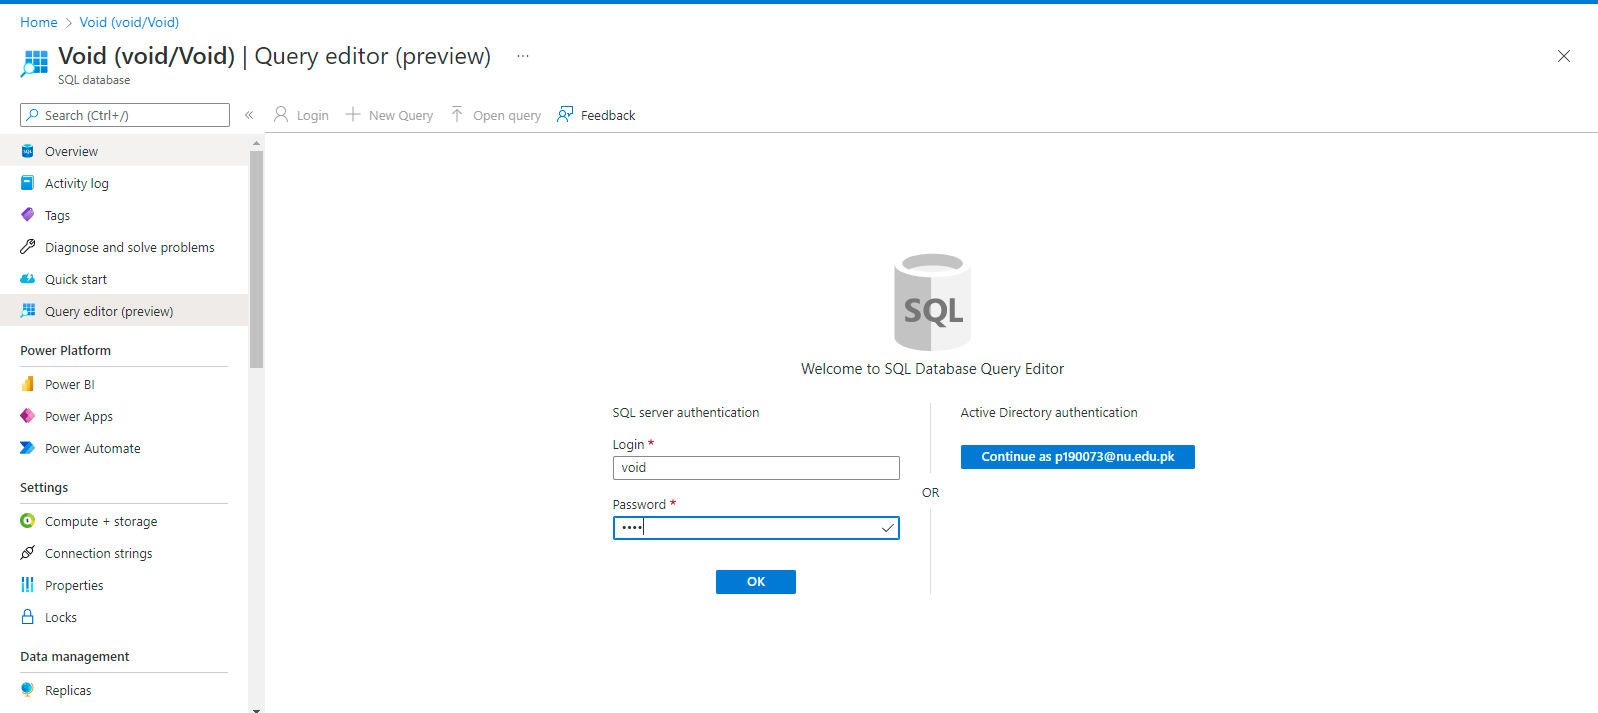 Home > Void (void/Void)
Void (void/Void) | Query editor (preview) ...
SQL database
Search (Ctrl+/)
«
Login
New Query
Open query
Feedback
Overview
Activity log
Tags
Diagnose and solve problems
Quick start
Query editor (preview)
Power Platform
Power BI
Power Apps
Power Automate
Settings
Compute + storage
Connection strings
Properties
Locks
Data management
Replicas
SQL
Welcome to SQL Database Query Editor
SQL server authentication
Login *
void
Password *
••••
OK
OR
Active Directory authentication
Continue as p190073@nu.edu.pk